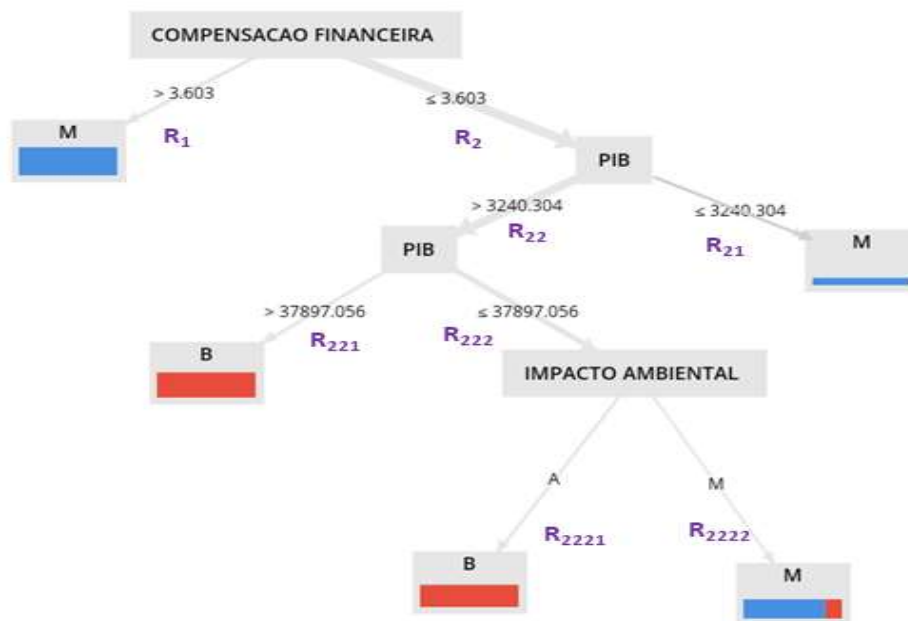 COMPENSACAO FINANCEIRA
> 3.603
≤ 3.603
M
R₁
R₂
PIB
> 3240.304
≤ 3240.304
R₂₂
R₂₁
M
PIB
> 37897.056
≤ 37897.056
R₂₂₁
R₂₂₂
B
IMPACTO AMBIENTAL
A
M
R₂₂₂₁
R₂₂₂₂
B
M